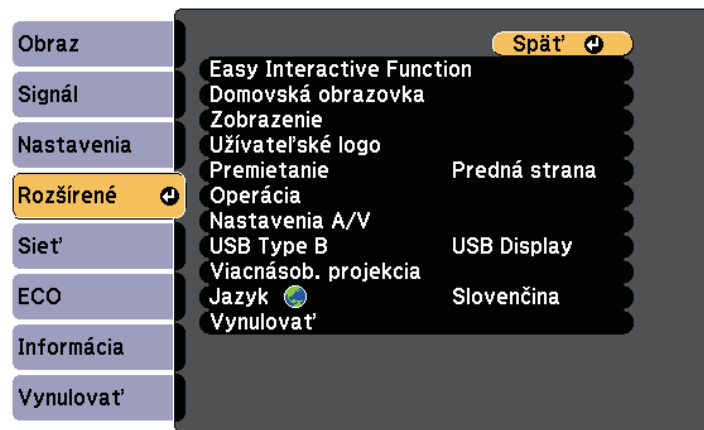 Obraz
Signál
Nastavenia
Rozšírené
Sieť
ECO
Informácia
Vynulovať
Späť
Easy Interactive Function
Domovská obrazovka
Zobrazenie
Užívateľské logo
Premietanie Predná strana
Operácia
Nastavenia A/V
USB Type B USB Display
Viacnásob. projekcia
Jazyk Slovenčina
Vynulovať